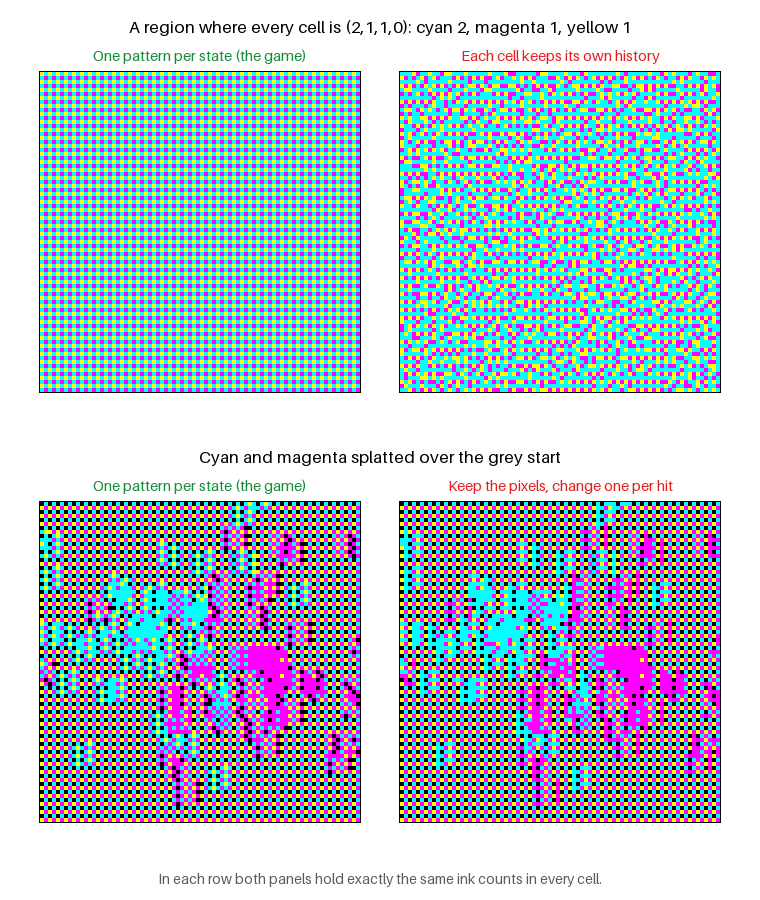 A region where every cell is (2,1,1,0): cyan 2, magenta 1, yellow 1
One pattern per state (the game)
Each cell keeps its own history
Cyan and magenta splatted over the grey start
One pattern per state (the game)
Keep the pixels, change one per hit
In each row both panels hold exactly the same ink counts in every cell.